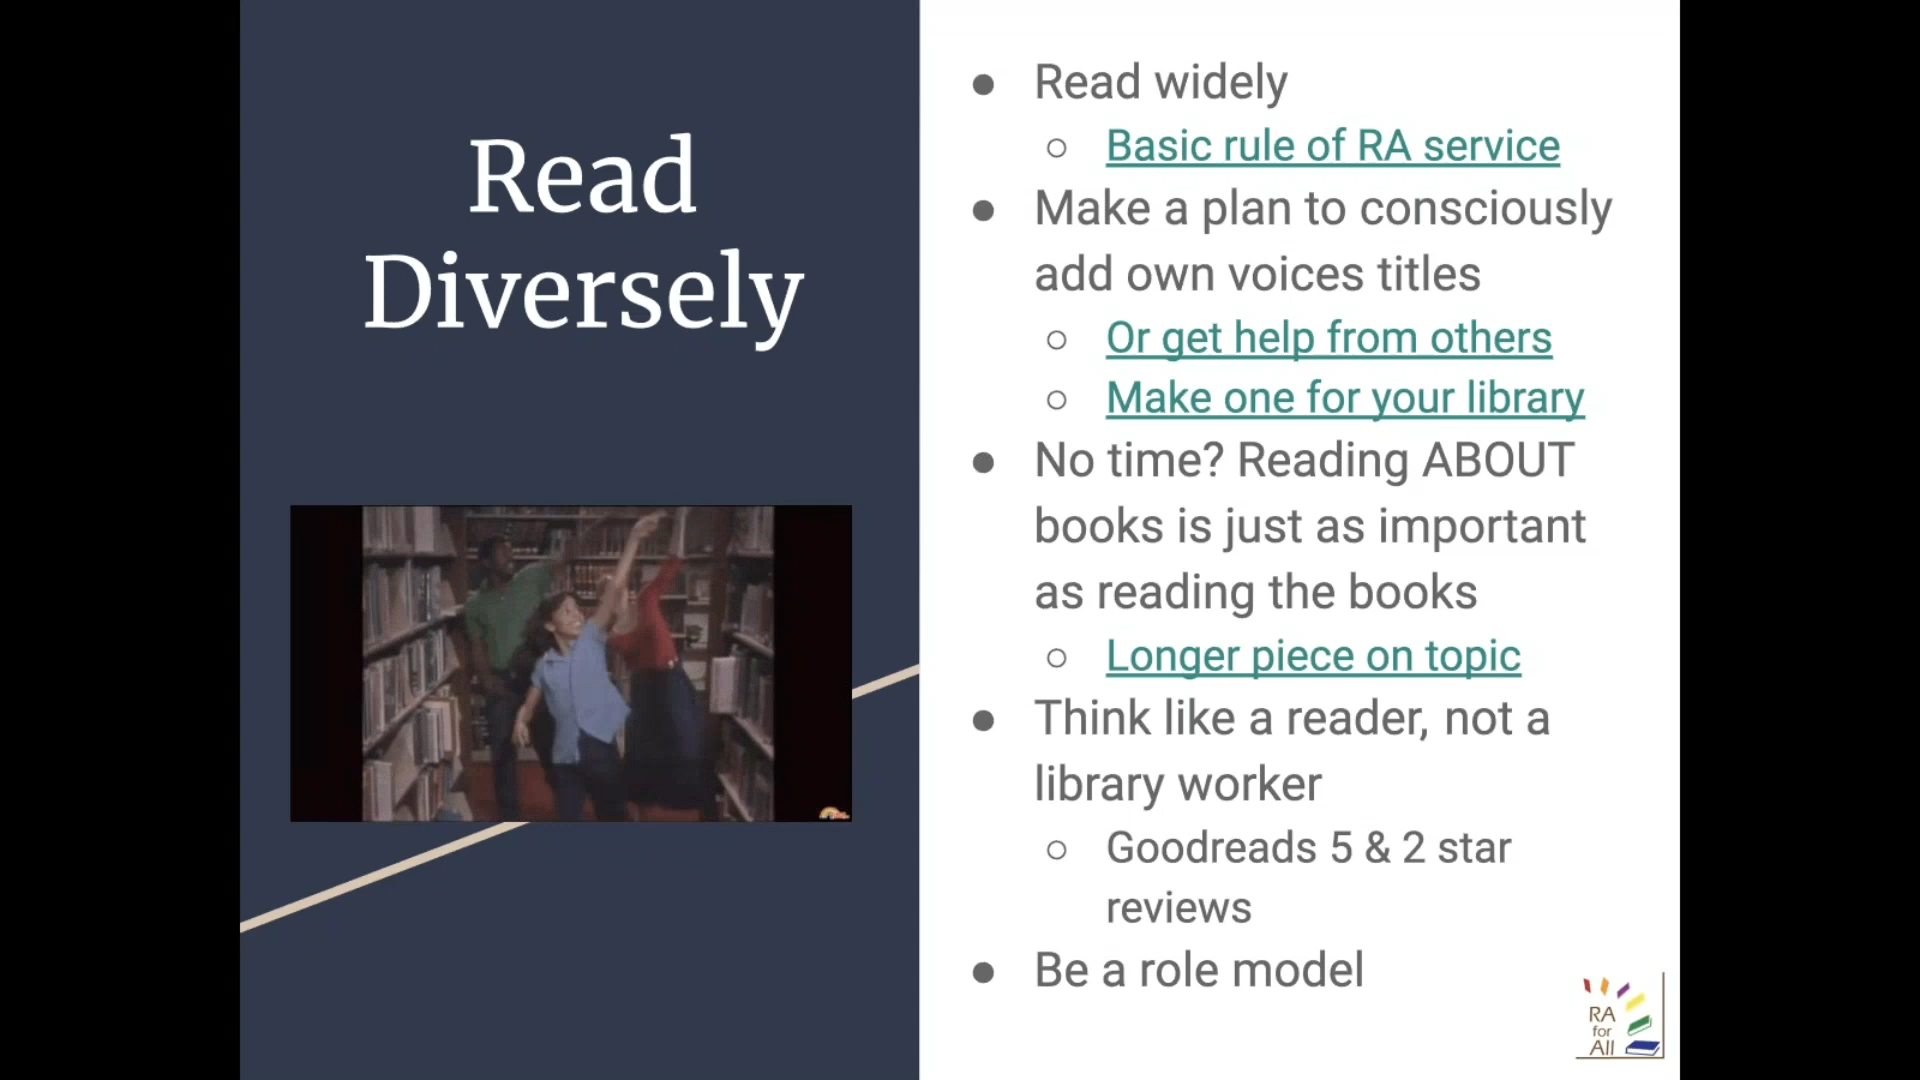 Read
Diversely
● Read widely
○ Basic rule of RA service
● Make a plan to consciously
add own voices titles
○ Or get help from others
○ Make one for your library
● No time? Reading ABOUT
books is just as important
as reading the books
○ Longer piece on topic
● Think like a reader, not a
library worker
○ Goodreads 5 & 2 star
reviews
● Be a role model
RA
for
All